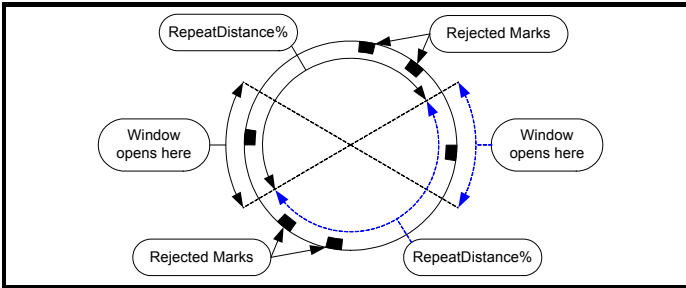 RepeatDistance%
Rejected Marks
Window
opens here
Window
opens here
Rejected Marks
RepeatDistance%